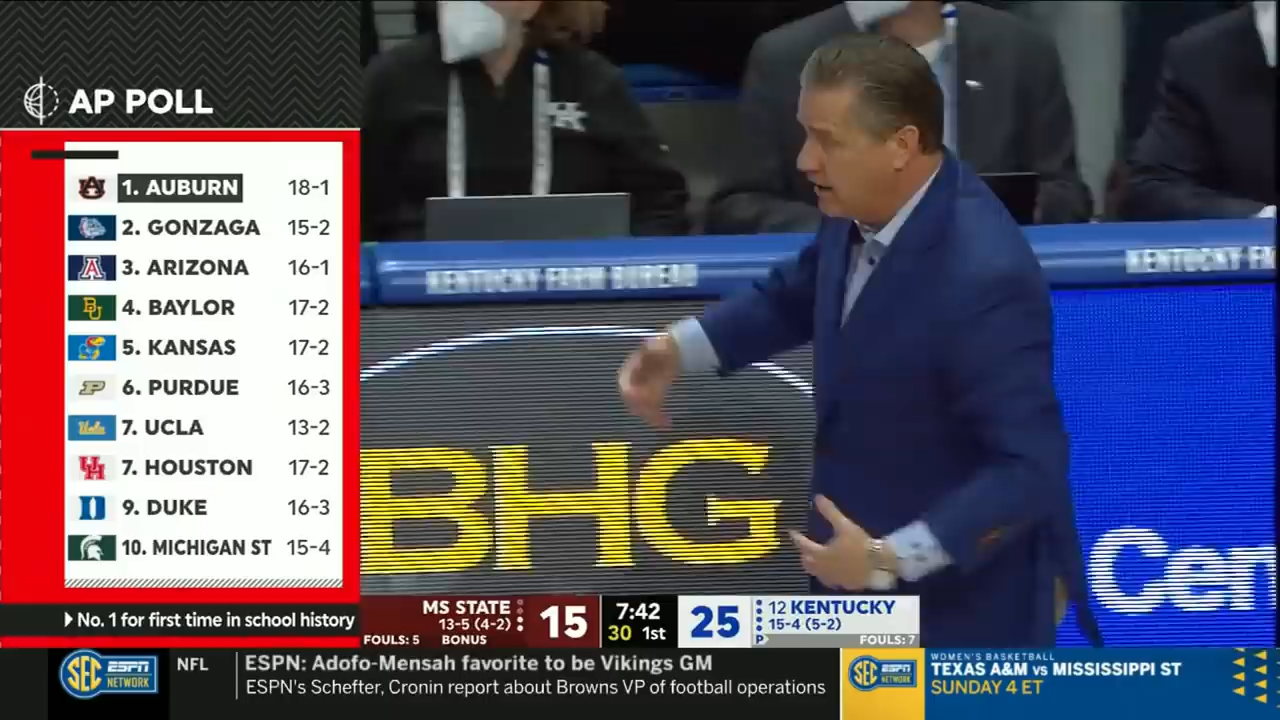 AP POLL
1. AUBURN 18-1
2. GONZAGA 15-2
3. ARIZONA 16-1
4. BAYLOR 17-2
5. KANSAS 17-2
6. PURDUE 16-3
7. UCLA 13-2
7. HOUSTON 17-2
9. DUKE 16-3
10. MICHIGAN ST 15-4
No. 1 for first time in school history
KENTUCKY FARM BUREAU
KENTUCKY
BHG
Cen
MS STATE
13-5 (4-2)
FOULS: 5 BONUS
15
7:42
30 1st
25
12 KENTUCKY
15-4 (5-2)
P
FOULS: 7
SEC ESPN
NETWORK
NFL
ESPN: Adofo-Mensah favorite to be Vikings GM
ESPN's Schefter, Cronin report about Browns VP of football operations
SEC ESPN
NETWORK
WOMEN'S BASKETBALL
TEXAS A&M vs MISSISSIPPI ST
SUNDAY 4 ET